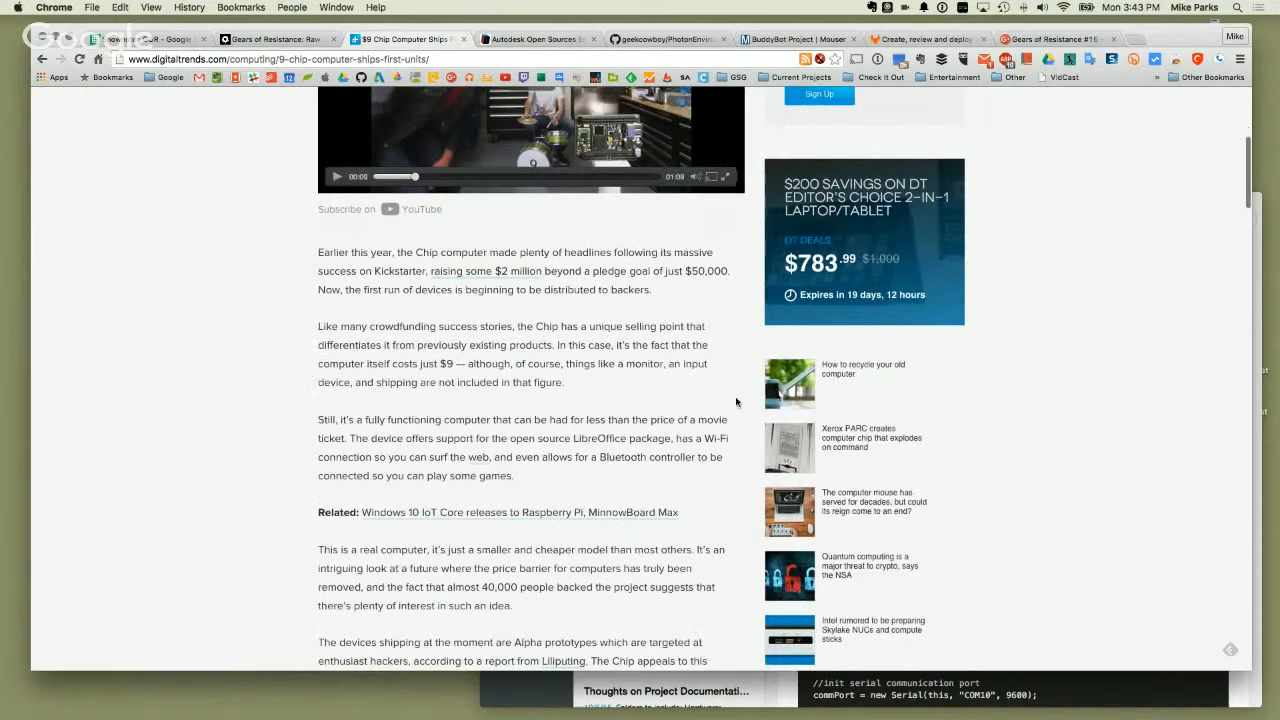 Chrome File Edit View History Bookmarks People Window Help
Mon 3:43 PM Mike Parks
Google
Gears of Resistance: Raw
$9 Chip Computer Ships F
Autodesk Open Sources E
geekcowboy/PhotonEnvir
BuddyBot Project | Mouser
Create, review and deploy
Gears of Resistance #16 -
Mike
www.digitaltrends.com/computing/9-chip-computer-ships-first-units/
Apps Bookmarks Google GSG Current Projects Check It Out Entertainment Other VidCast Other Bookmarks
Sign Up
9
00:09 01:09
Subscribe on YouTube
Earlier this year, the Chip computer made plenty of headlines following its massive
success on Kickstarter, raising some $2 million beyond a pledge goal of just $50,000.
Now, the first run of devices is beginning to be distributed to backers.
Like many crowdfunding success stories, the Chip has a unique selling point that
differentiates it from previously existing products. In this case, it's the fact that the
computer itself costs just $9 — although, of course, things like a monitor, an input
device, and shipping are not included in that figure.
Still, it's a fully functioning computer that can be had for less than the price of a movie
ticket. The device offers support for the open source LibreOffice package, has a Wi-Fi
connection so you can surf the web, and even allows for a Bluetooth controller to be
connected so you can play some games.
Related: Windows 10 IoT Core releases to Raspberry Pi, MinnowBoard Max
This is a real computer, it's just a smaller and cheaper model than most others. It's an
intriguing look at a future where the price barrier for computers has truly been
removed, and the fact that almost 40,000 people backed the project suggests that
there's plenty of interest in such an idea.
The devices shipping at the moment are Alpha prototypes which are targeted at
enthusiast hackers, according to a report from Liliputing. The Chip appeals to this
$200 SAVINGS ON DT
EDITOR'S CHOICE 2-IN-1
LAPTOP/TABLET
DT DEALS
$783.99 $1,000
Expires in 19 days, 12 hours
How to recycle your old
computer
Xerox PARC creates
computer chip that explodes
on command
The computer mouse has
served for decades, but could
its reign come to an end?
Quantum computing is a
major threat to crypto, says
the NSA
Intel rumored to be preparing
Skylake NUCs and compute
sticks
Thoughts on Project Documentati...
//init serial communication port
commPort = new Serial(this, "COM10", 9600);